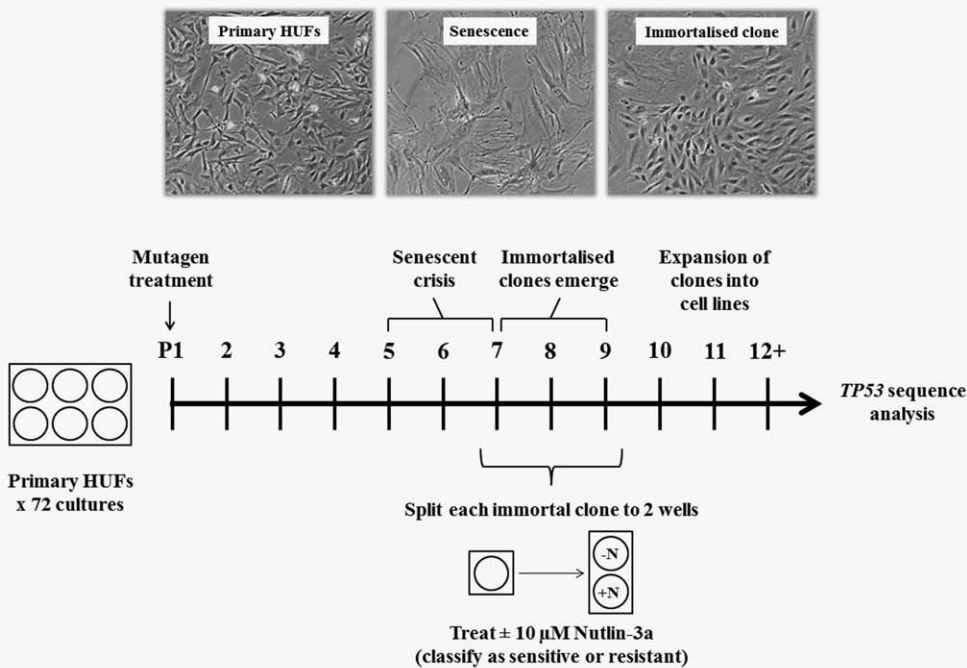 Primary HUFs
Senescence
Immortalised clone
Mutagen
treatment
Senescent
crisis
Immortalised
clones emerge
Expansion of
clones into
cell lines
P1 2 3 4 5 6 7 8 9 10 11 12+
TP53 sequence
analysis
Primary HUFs
x 72 cultures
Split each immortal clone to 2 wells
-N
+N
Treat ± 10 µM Nutlin-3a
(classify as sensitive or resistant)